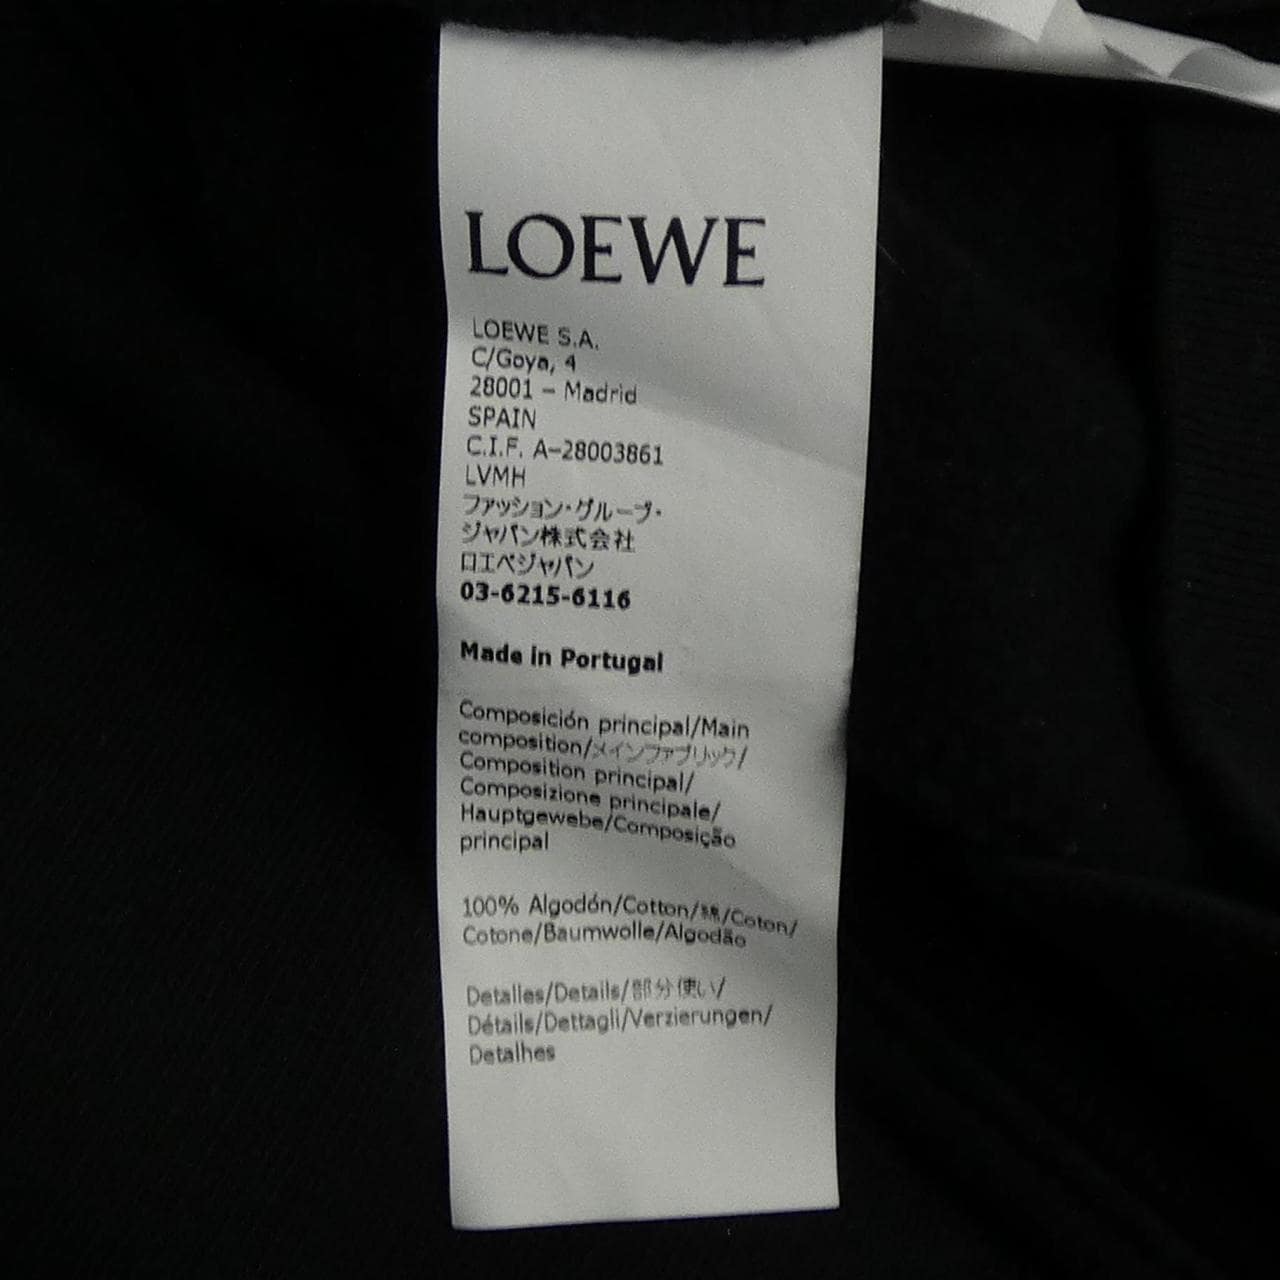 LOEWE
LOEWE S.A.
C/Goya, 4
28001 – Madrid
SPAIN
C.I.F. A-28003861
LVMH
ファッション・グループ・
ジャパン株式会社
ロエベジャパン
03-6215-6116
Made in Portugal
Composición principal/Main
composition/メインファブリック/
Composition principal/
Composizione principale/
Hauptgewebe/Composição
principal
100% Algodón/Cotton/綿/Coton/
Cotone/Baumwolle/Algodão
Detalles/Details/部分使い/
Détails/Dettagli/Verzierungen/
Detalhes